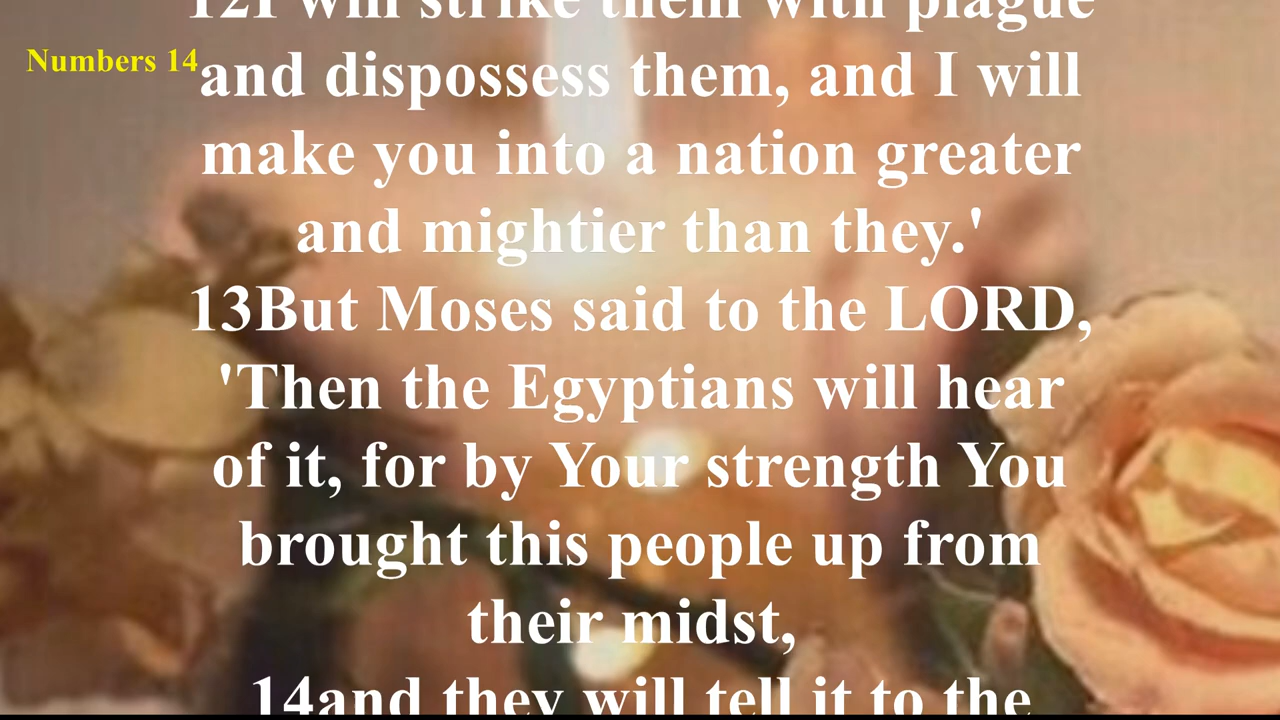 12I will strike them with plague
Numbers 14
and dispossess them, and I will
make you into a nation greater
and mightier than they.'
13But Moses said to the LORD,
'Then the Egyptians will hear
of it, for by Your strength You
brought this people up from
their midst,
14and they will tell it to the